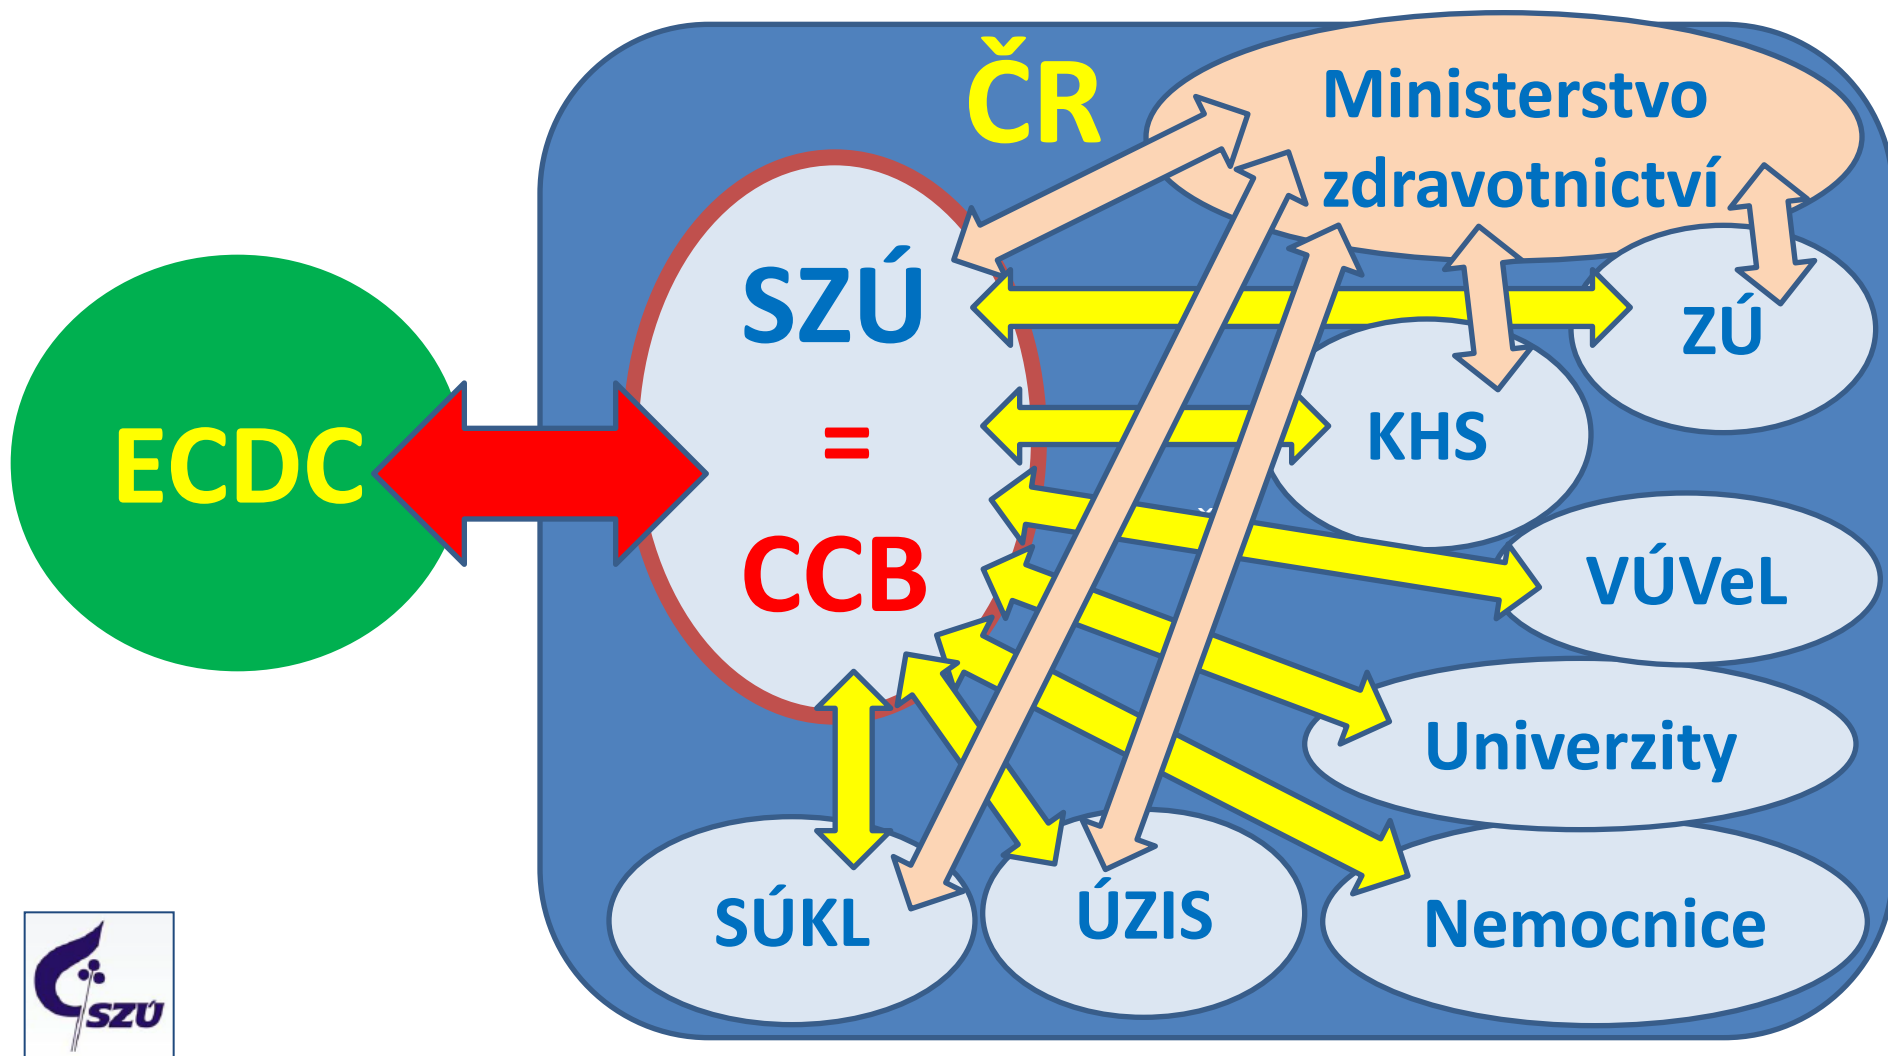 ČR
Ministerstvo
zdravotnictví
SZÚ
=
CCB
ECDC
ZÚ
KHS
VÚVeL
Univerzity
Nemocnice
ÚZIS
SÚKL
SZÚ